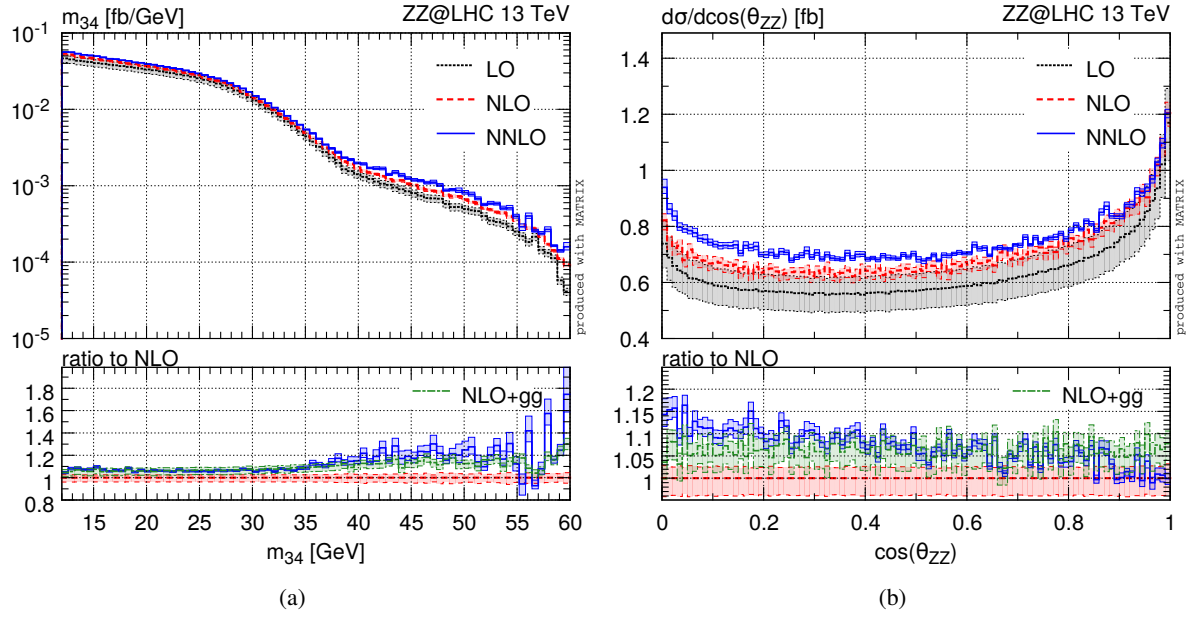 m₃₄ [fb/GeV] ZZ@LHC 13 TeV
10⁻¹
10⁻²
10⁻³
10⁻⁴
10⁻⁵
LO
NLO
NNLO
produced with MATRIX
ratio to NLO
1.8
1.6
1.4
1.2
1
0.8
NLO+gg
15 20 25 30 35 40 45 50 55 60
m₃₄ [GeV]
(a)
dσ/dcos(θ_ZZ) [fb] ZZ@LHC 13 TeV
1.4
1.2
1
0.8
0.6
0.4
LO
NLO
NNLO
produced with MATRIX
ratio to NLO
1.2
1.15
1.1
1.05
1
NLO+gg
0 0.2 0.4 0.6 0.8 1
cos(θ_ZZ)
(b)